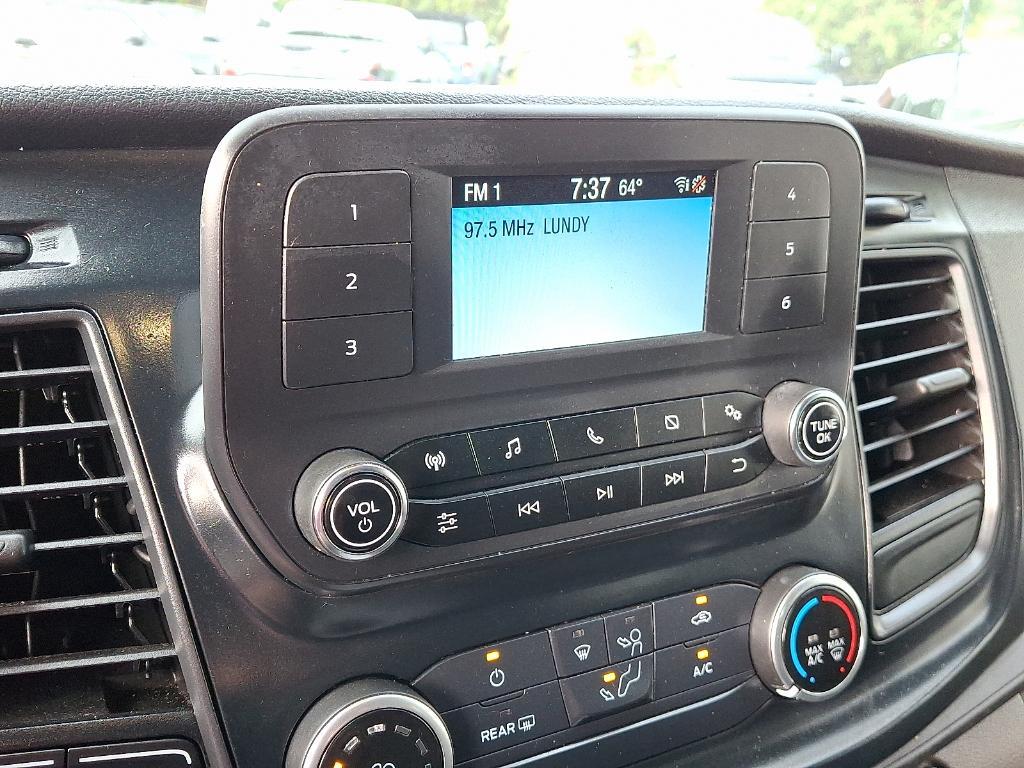 FM 1 7:37 64°
97.5 MHz LUNDY
1
2
3
4
5
6
VOL
TUNE
OK
A/C
REAR
MAX
A/C
MAX